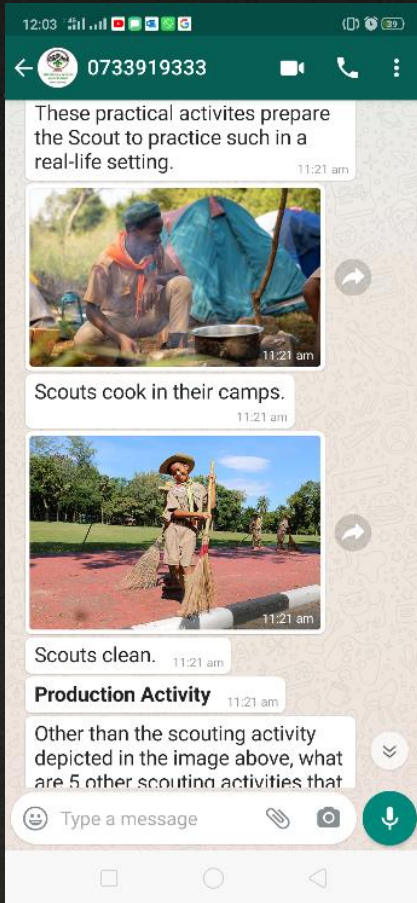 12:03
39
0733919333
These practical activites prepare
the Scout to practice such in a
real-life setting.
11:21 am
11:21 am
Scouts cook in their camps.
11:21 am
11:21 am
Scouts clean.
11:21 am
Production Activity
11:21 am
Other than the scouting activity
depicted in the image above, what
are 5 other scouting activities that
Type a message